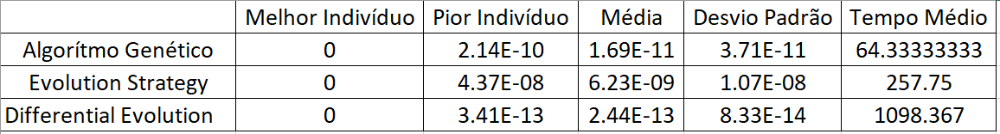 Melhor Indivíduo Pior Indivíduo Média Desvio Padrão Tempo Médio
Algorítmo Genético 0 2.14E-10 1.69E-11 3.71E-11 64.33333333
Evolution Strategy 0 4.37E-08 6.23E-09 1.07E-08 257.75
Differential Evolution 0 3.41E-13 2.44E-13 8.33E-14 1098.367